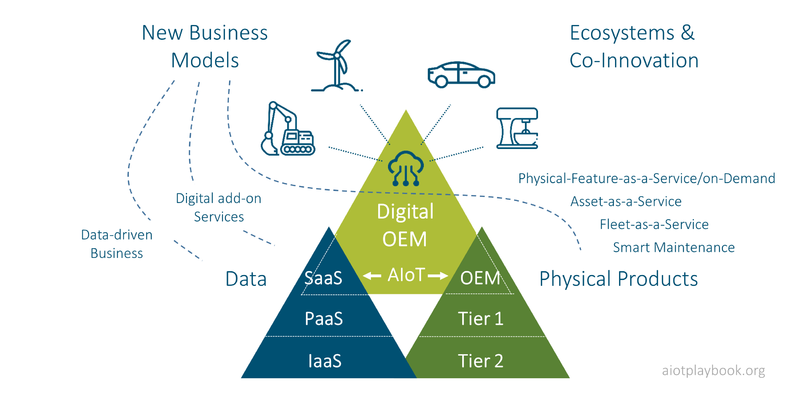 New Business
Models
Ecosystems &
Co-Innovation
Physical-Feature-as-a-Service/on-Demand
Asset-as-a-Service
Fleet-as-a-Service
Smart Maintenance
Digital add-on
Services
Data-driven
Business
Digital
OEM
Data
SaaS
AIoT
OEM
Physical Products
PaaS
Tier 1
IaaS
Tier 2
aiotplaybook.org